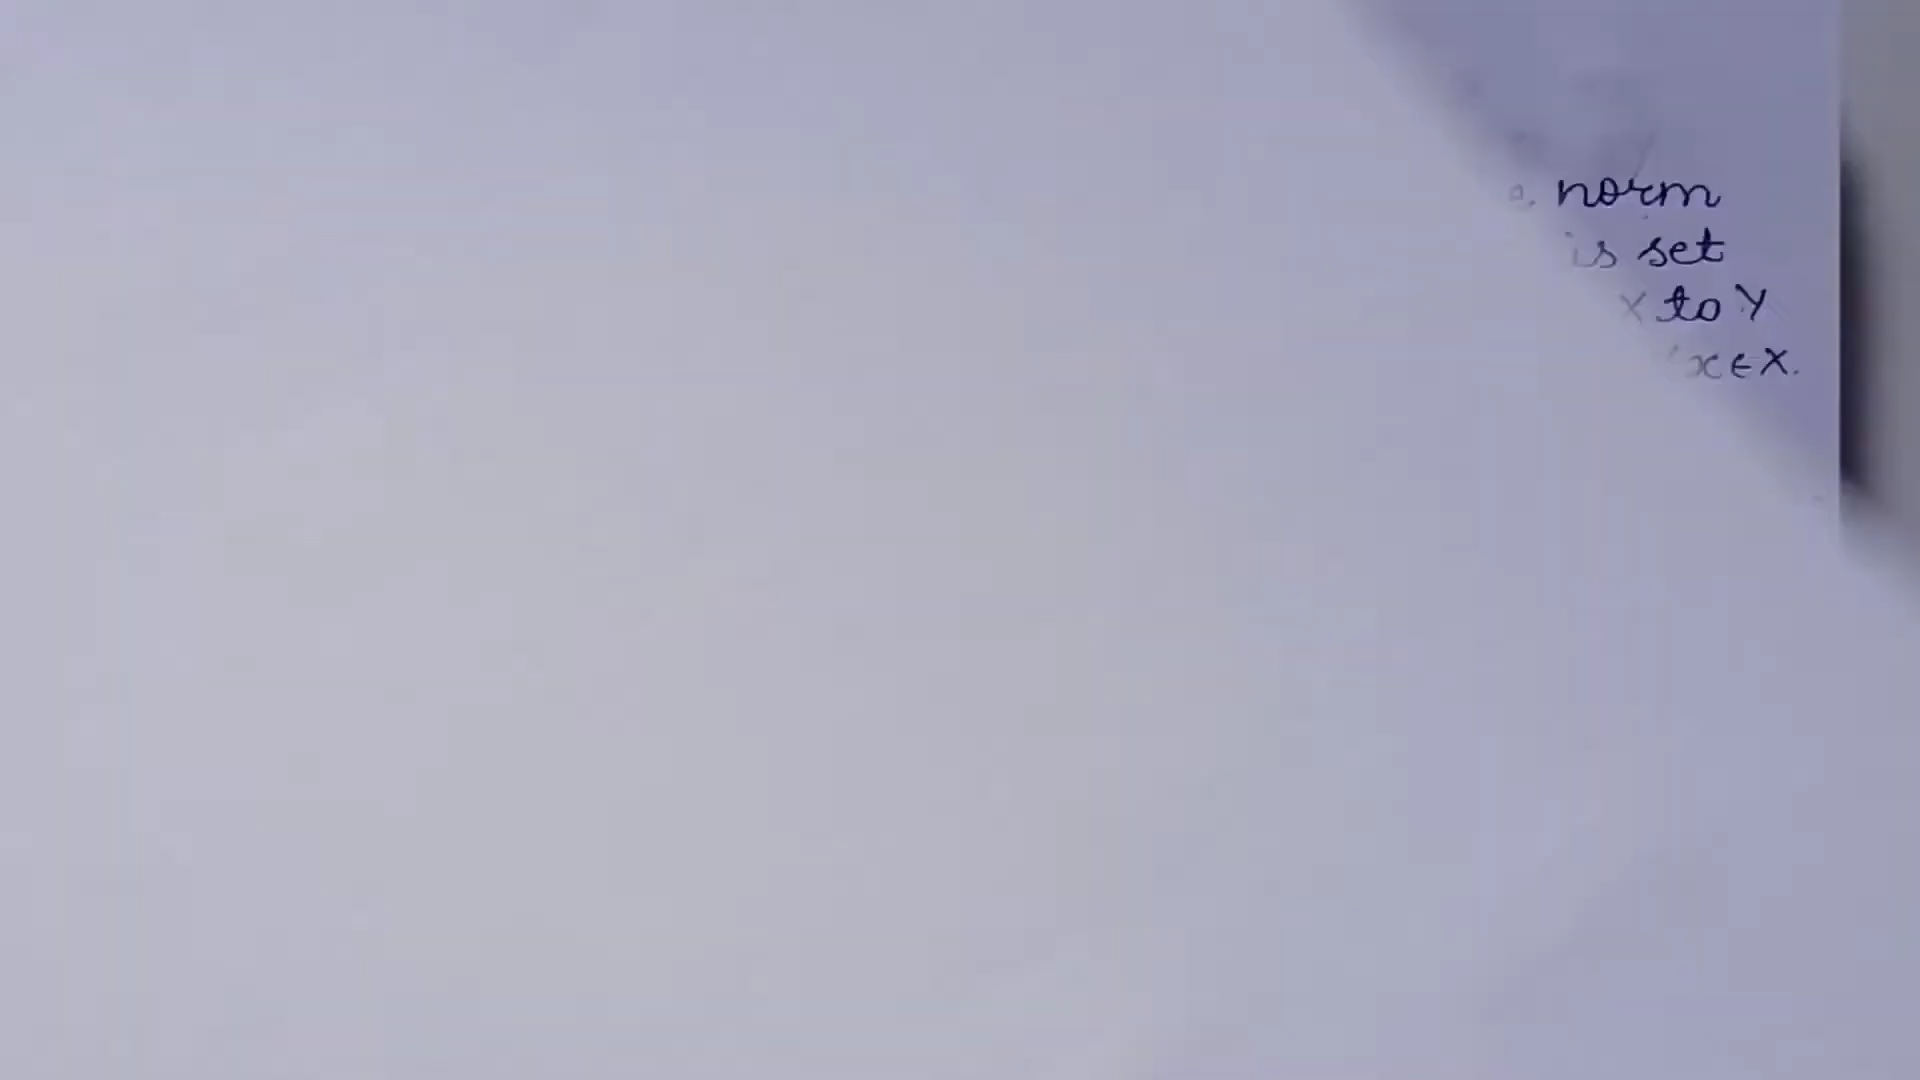 norm
is set
X to Y
x ∈ X.